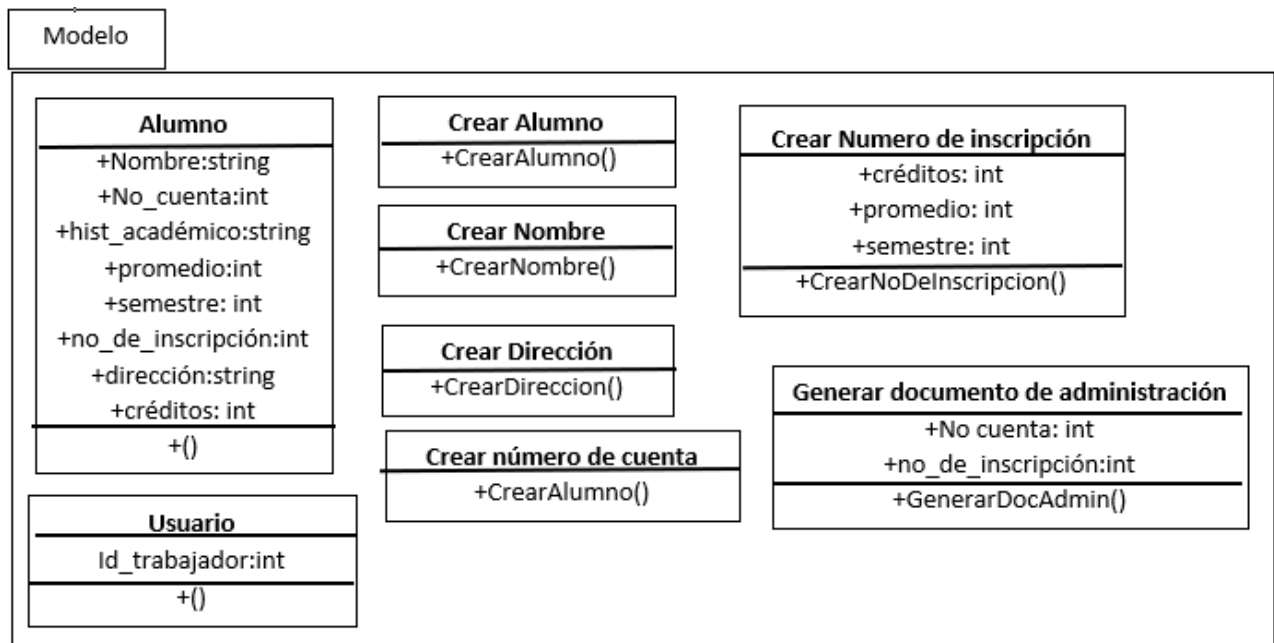 Modelo
Alumno
+Nombre:string
+No_cuenta:int
+hist_académico:string
+promedio:int
+semestre: int
+no_de_inscripción:int
+dirección:string
+créditos: int
+()
Usuario
Id_trabajador:int
+()
Crear Alumno
+CrearAlumno()
Crear Nombre
+CrearNombre()
Crear Dirección
+CrearDireccion()
Crear número de cuenta
+CrearAlumno()
Crear Numero de inscripción
+créditos: int
+promedio: int
+semestre: int
+CrearNoDeInscripcion()
Generar documento de administración
+No cuenta: int
+no_de_inscripción:int
+GenerarDocAdmin()